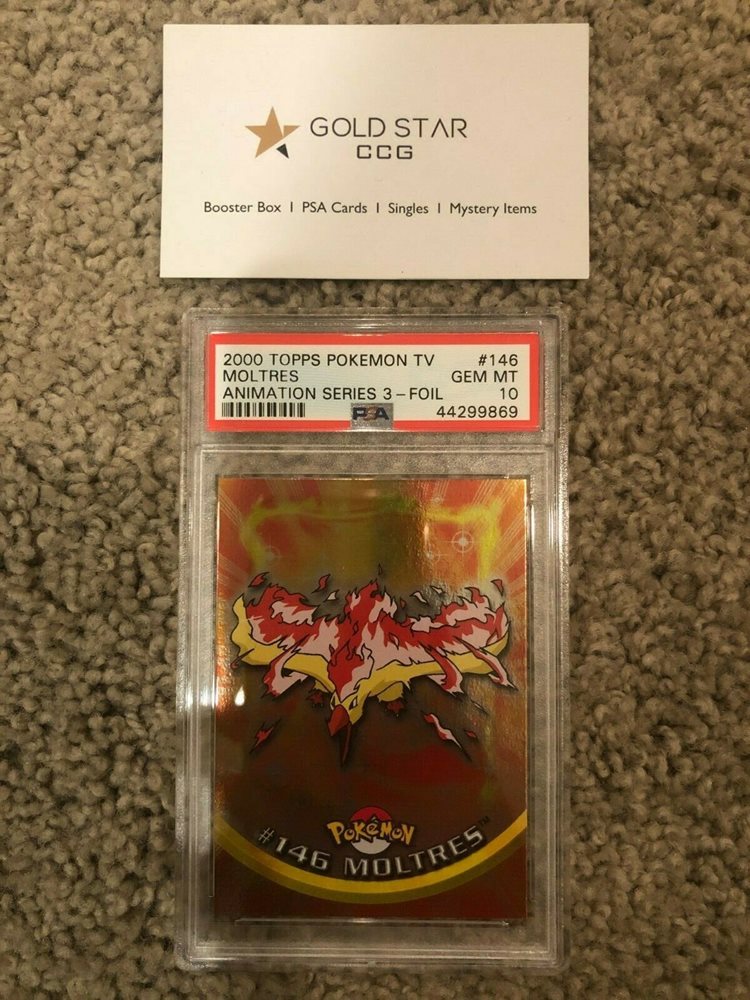 GOLD STAR
CCG
Booster Box I PSA Cards I Singles I Mystery Items
2000 TOPPS POKEMON TV #146
MOLTRES GEM MT
ANIMATION SERIES 3 - FOIL 10
PSA 44299869
POKéMON
#146 MOLTRES™